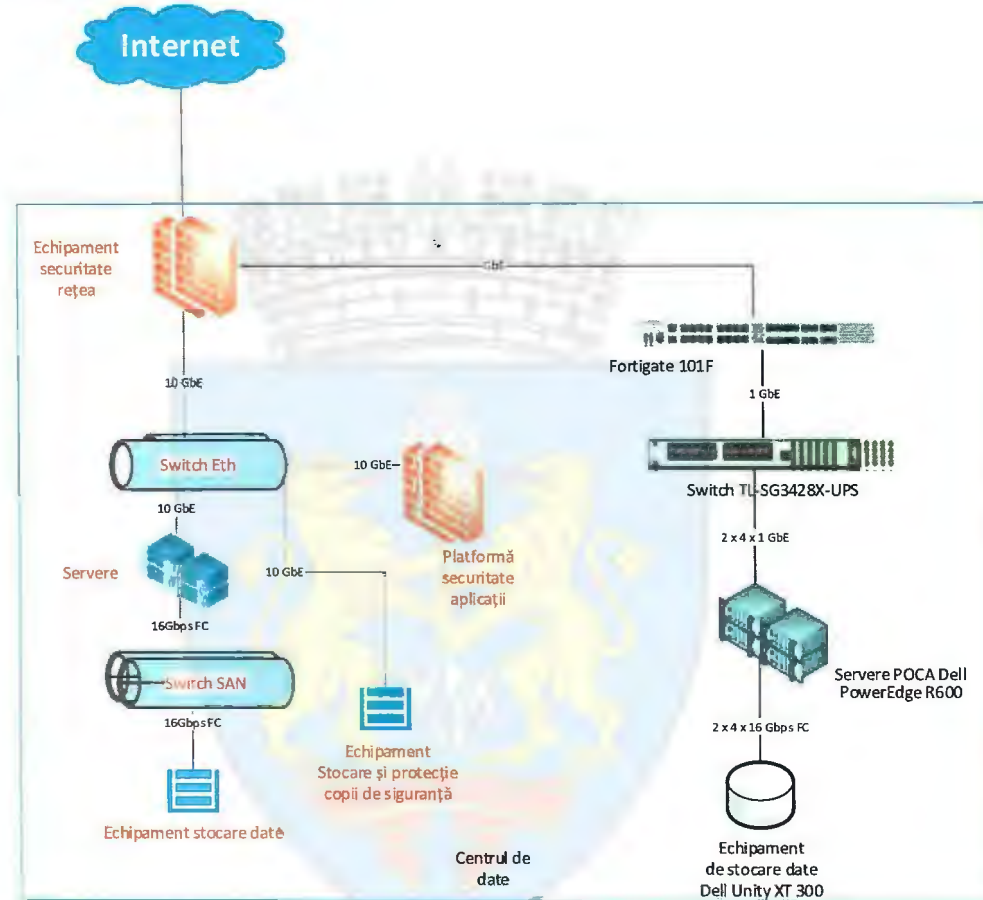 Internet
Echipament
securitate
rețea
GbE
Fortigate 101F
10 GbE
1 GbE
Switch Eth
10 GbE
Switch TL-SG3428X-UPS
10 GbE
2 x 4 x 1 GbE
Servere
10 GbE
Platformă
securitate
aplicații
16Gbps FC
Servere POCA Dell
PowerEdge R600
Switch SAN
16Gbps FC
2 x 4 x 16 Gbps FC
Echipament
Stocare și protecție
copii de siguranță
Echipament stocare date
Centrul de
date
Echipament
de stocare date
Dell Unity XT 300